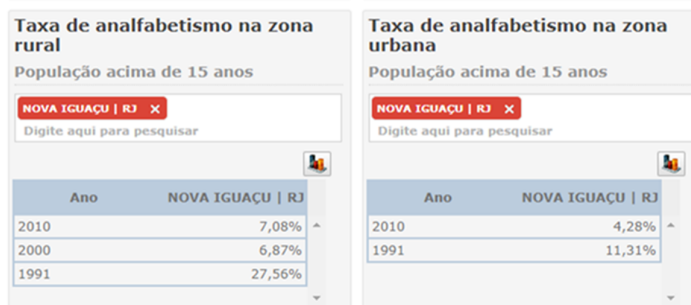 Taxa de analfabetismo na zona
rural
População acima de 15 anos
NOVA IGUAÇU | RJ X
Digite aqui para pesquisar
Ano NOVA IGUAÇU | RJ
2010 7,08%
2000 6,87%
1991 27,56%
Taxa de analfabetismo na zona
urbana
População acima de 15 anos
NOVA IGUAÇU | RJ X
Digite aqui para pesquisar
Ano NOVA IGUAÇU | RJ
2010 4,28%
1991 11,31%